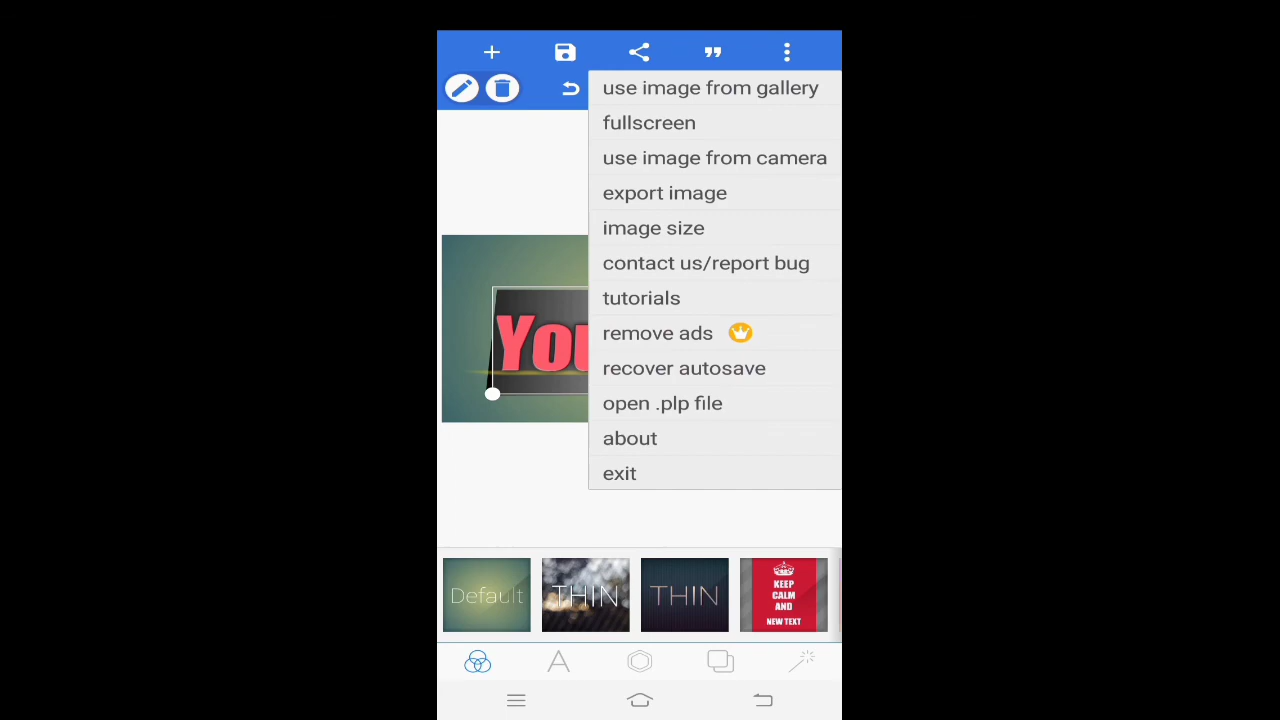 use image from gallery
fullscreen
use image from camera
export image
image size
contact us/report bug
tutorials
remove ads
recover autosave
open .plp file
about
exit
You
Default
THIN
THIN
KEEP
CALM
AND
NEW TEXT